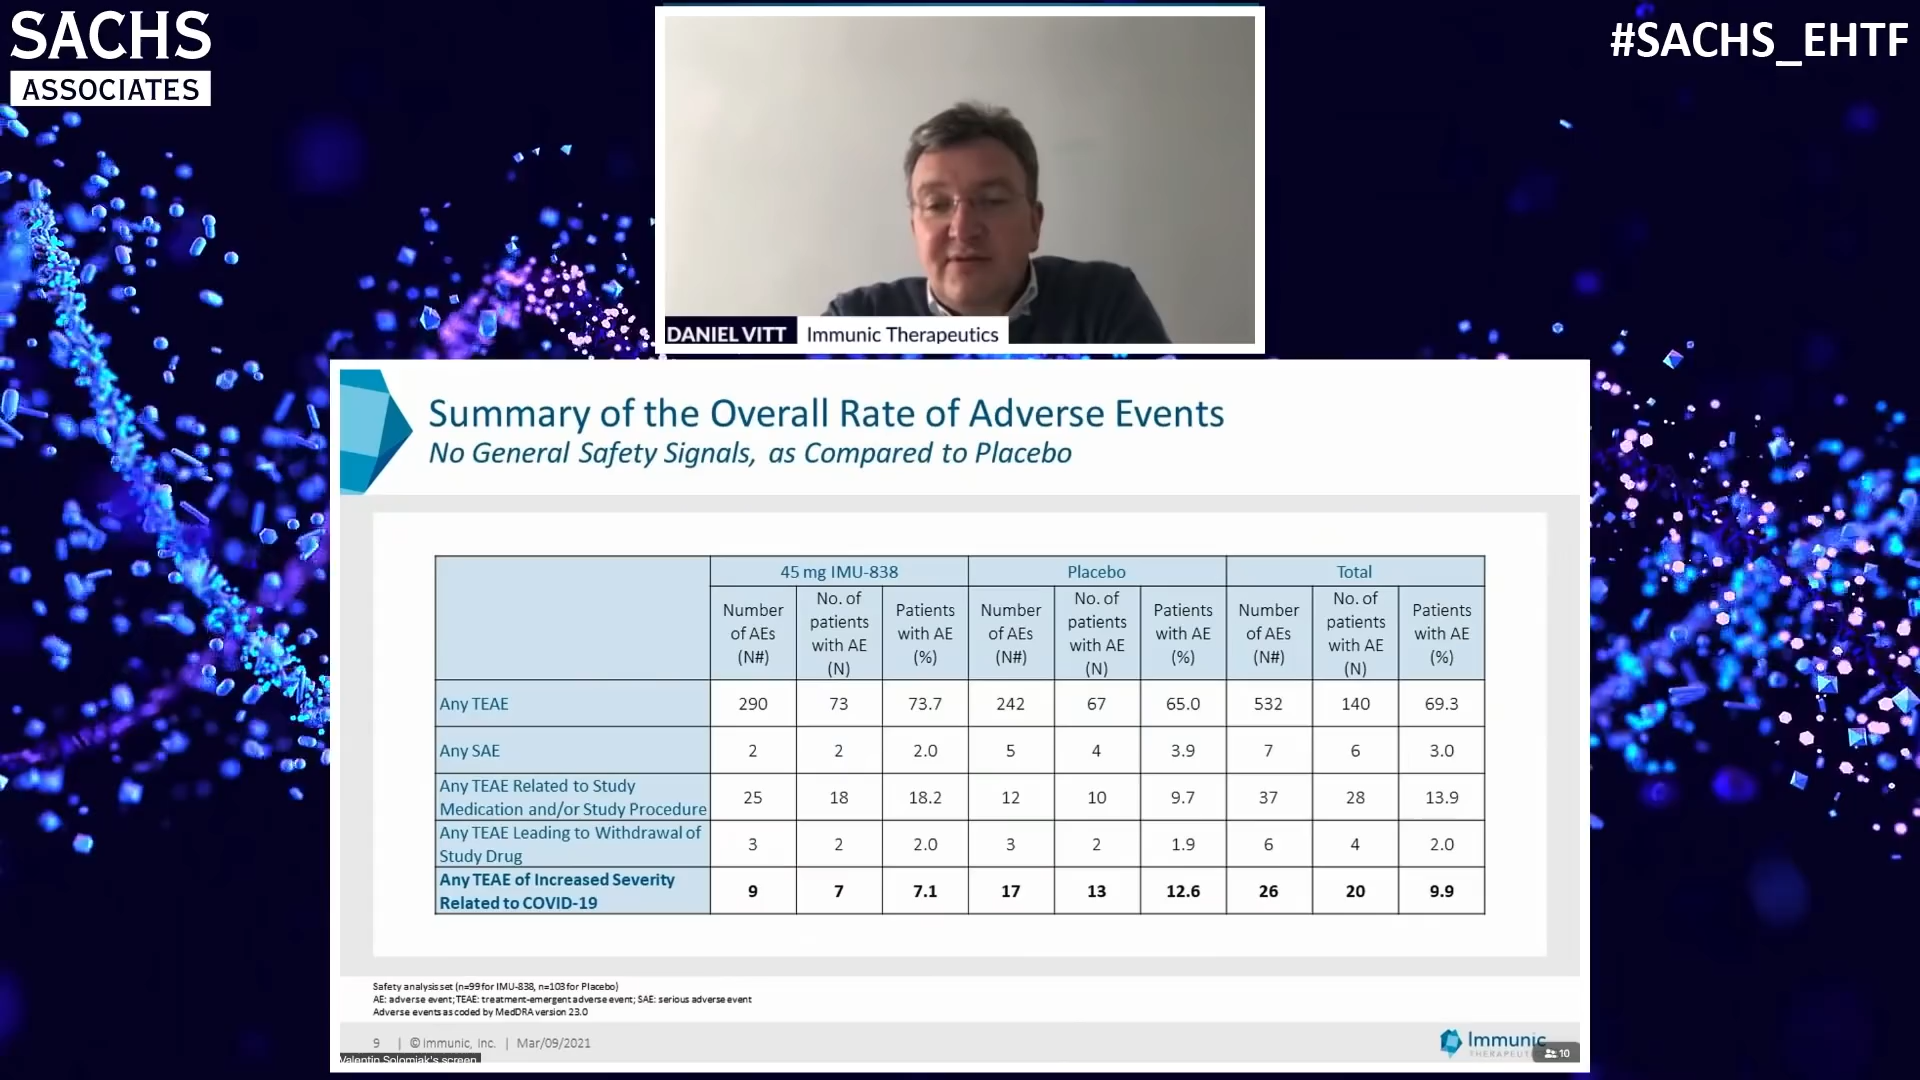 SACHS
ASSOCIATES
#SACHS_EHTF
DANIEL VITT Immunic Therapeutics
Summary of the Overall Rate of Adverse Events
No General Safety Signals, as Compared to Placebo
45 mg IMU-838 Placebo Total
Number of AEs (N#) No. of patients with AE (N) Patients with AE (%) Number of AEs (N#) No. of patients with AE (N) Patients with AE (%) Number of AEs (N#) No. of patients with AE (N) Patients with AE (%)
Any TEAE 290 73 73.7 242 67 65.0 532 140 69.3
Any SAE 2 2 2.0 5 4 3.9 7 6 3.0
Any TEAE Related to Study
Medication and/or Study Procedure 25 18 18.2 12 10 9.7 37 28 13.9
Any TEAE Leading to Withdrawal of
Study Drug 3 2 2.0 3 2 1.9 6 4 2.0
Any TEAE of Increased Severity
Related to COVID-19 9 7 7.1 17 13 12.6 26 20 9.9
Safety analysis set (n=99 for IMU-838, n=103 for Placebo)
AE: adverse event; TEAE: treatment-emergent adverse event; SAE: serious adverse event
Adverse events as coded by MedDRA version 23.0
9 | © Immunic, Inc. | Mar/09/2021
Immunic
Valentin Solomiak's screen
10